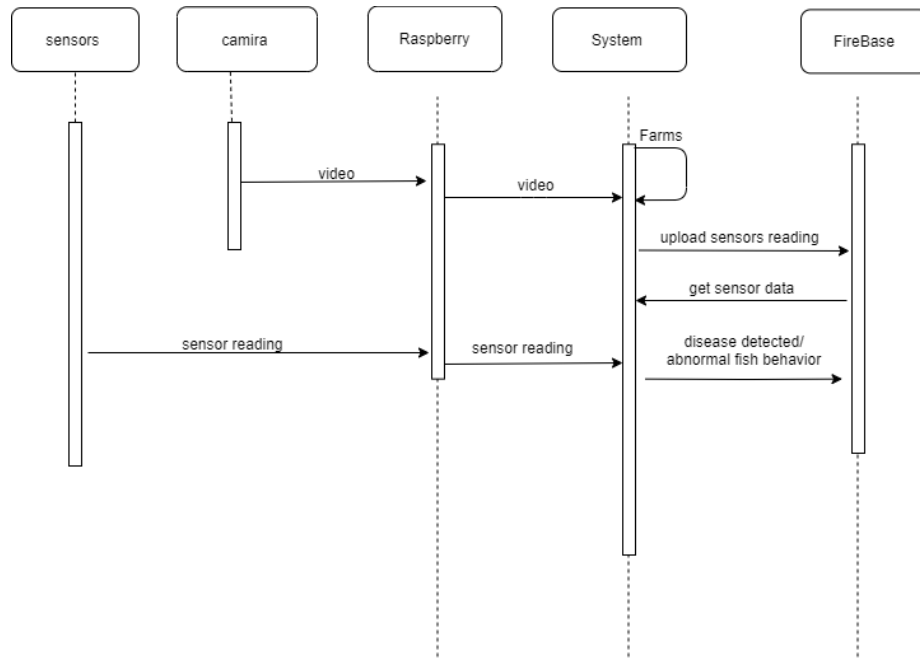 sensors
camira
Raspberry
System
FireBase
Farms
video
video
upload sensors reading
get sensor data
sensor reading
sensor reading
disease detected/
abnormal fish behavior